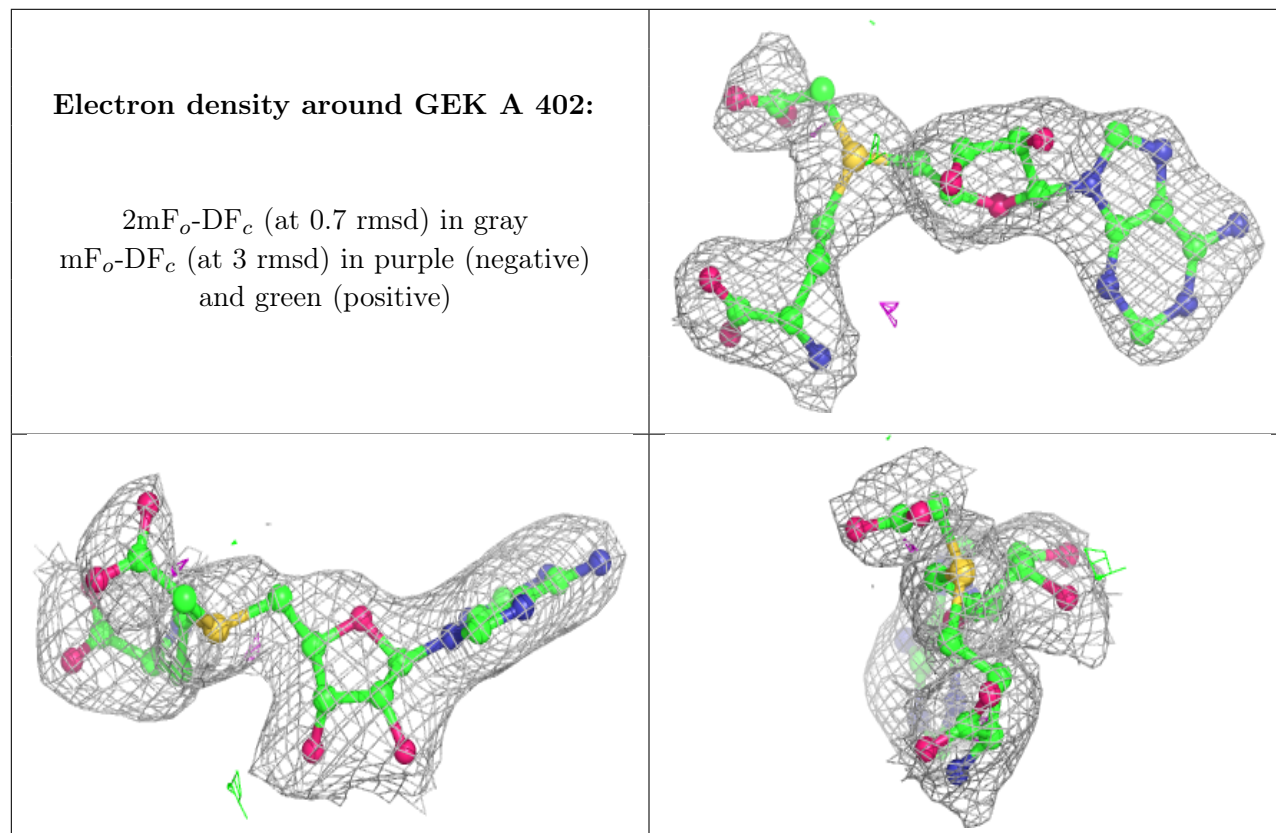 Electron density around GEK A 402:
2mFo-DFc (at 0.7 rmsd) in gray
mFo-DFc (at 3 rmsd) in purple (negative)
and green (positive)